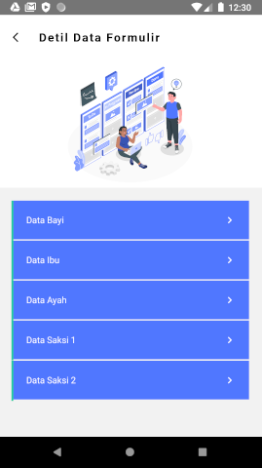 12:30
Detil Data Formulir
Data Bayi
Data Ibu
Data Ayah
Data Saksi 1
Data Saksi 2